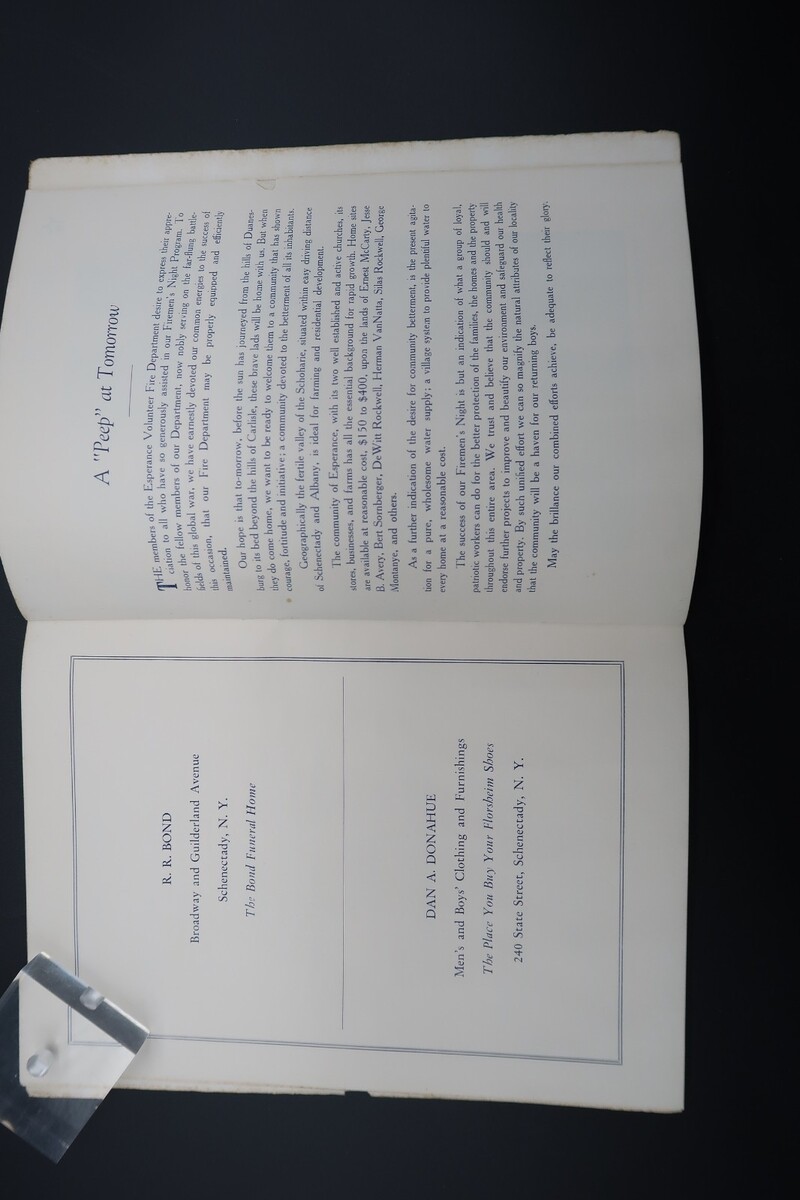 R. R. BOND
Broadway and Guilderland Avenue
Schenectady, N. Y.
The Bond Funeral Home
DAN A. DONAHUE
Men's and Boys' Clothing and Furnishings
The Place You Buy Your Florsheim Shoes
240 State Street, Schenectady, N. Y.
A "Peep" at Tomorrow
THE members of the Esperance Volunteer Fire Department desire to express their appre-
ciation to all who have so generously assisted in our Firemen's Night Program. To
honor the fellow members of our Department, now nobly serving on the far-flung battle-
fields of this global war, we have earnestly devoted our common energies to the success of
this occasion, that our Fire Department may be properly equipped and efficiently
maintained.
Our hope is that to-morrow, before the sun has journeyed from the hills of Duanes-
burg to its bed beyond the hills of Carlisle, these brave lads will be home with us. But when
they do come home, we want to be ready to welcome them to a community that has shown
courage, fortitude and initiative; a community devoted to the betterment of all its inhabitants.
Geographically the fertile valley of the Schoharie, situated within easy driving distance
of Schenectady and Albany, is ideal for farming and residential development.
The community of Esperance, with its two well established and active churches, its
stores, businesses, and farms has all the essential background for rapid growth. Home sites
are available at reasonable cost, $150 to $400, upon the lands of Ernest McCarty, Jesse
B. Avery, Bert Sornberger, DeWitt Rockwell, Herman VanNatta, Silas Rockwell, George
Montanye, and others.
As a further indication of the desire for community betterment, is the present agita-
tion for a pure, wholesome water supply; a village system to provide plentiful water to
every home at a reasonable cost.
The success of our Firemen's Night is but an indication of what a group of loyal,
patriotic workers can do for the better protection of the families, the homes and the property
throughout this entire area. We trust and believe that the community should and will
endorse further projects to improve and beautify our environment and safeguard our health
and property. By such unified effort we can so magnify the natural attributes of our locality
that the community will be a haven for our returning boys.
May the brilliance our combined efforts achieve, be adequate to reflect their glory.